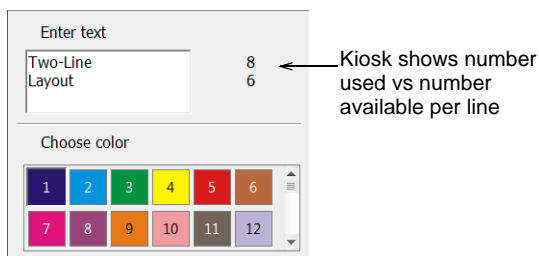 Enter text
Two-Line 8
Layout 6
Kiosk shows number
used vs number
available per line
Choose color
1 2 3 4 5 6
7 8 9 10 11 12